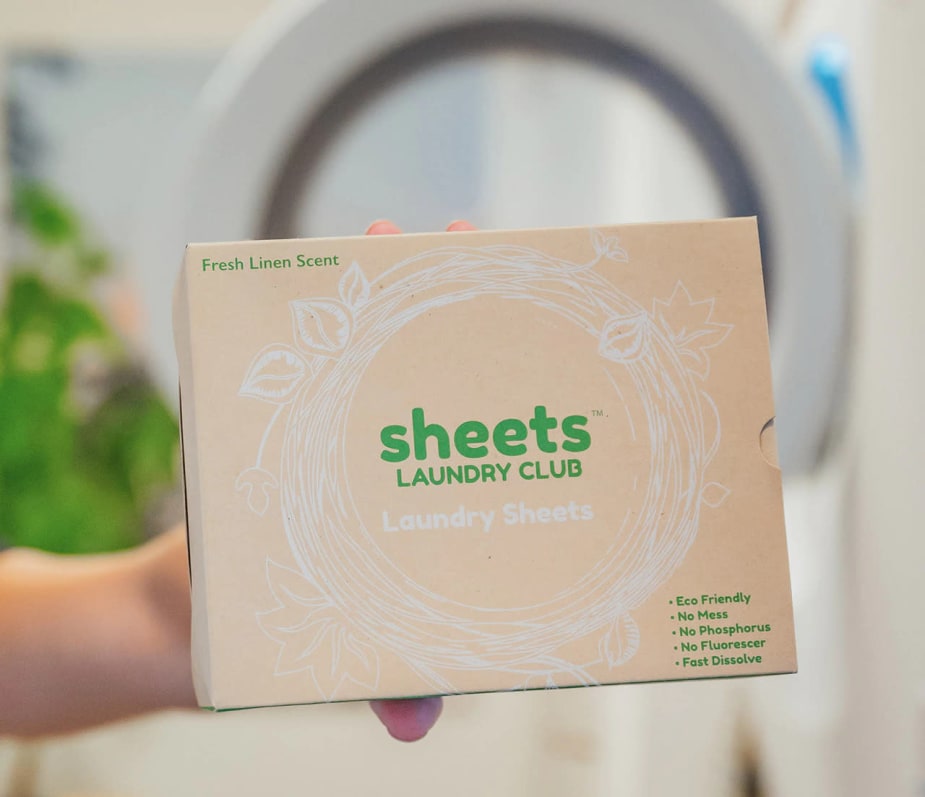 Fresh Linen Scent
sheets™
LAUNDRY CLUB
Laundry Sheets
• Eco Friendly
• No Mess
• No Phosphorus
• No Fluorescer
• Fast Dissolve